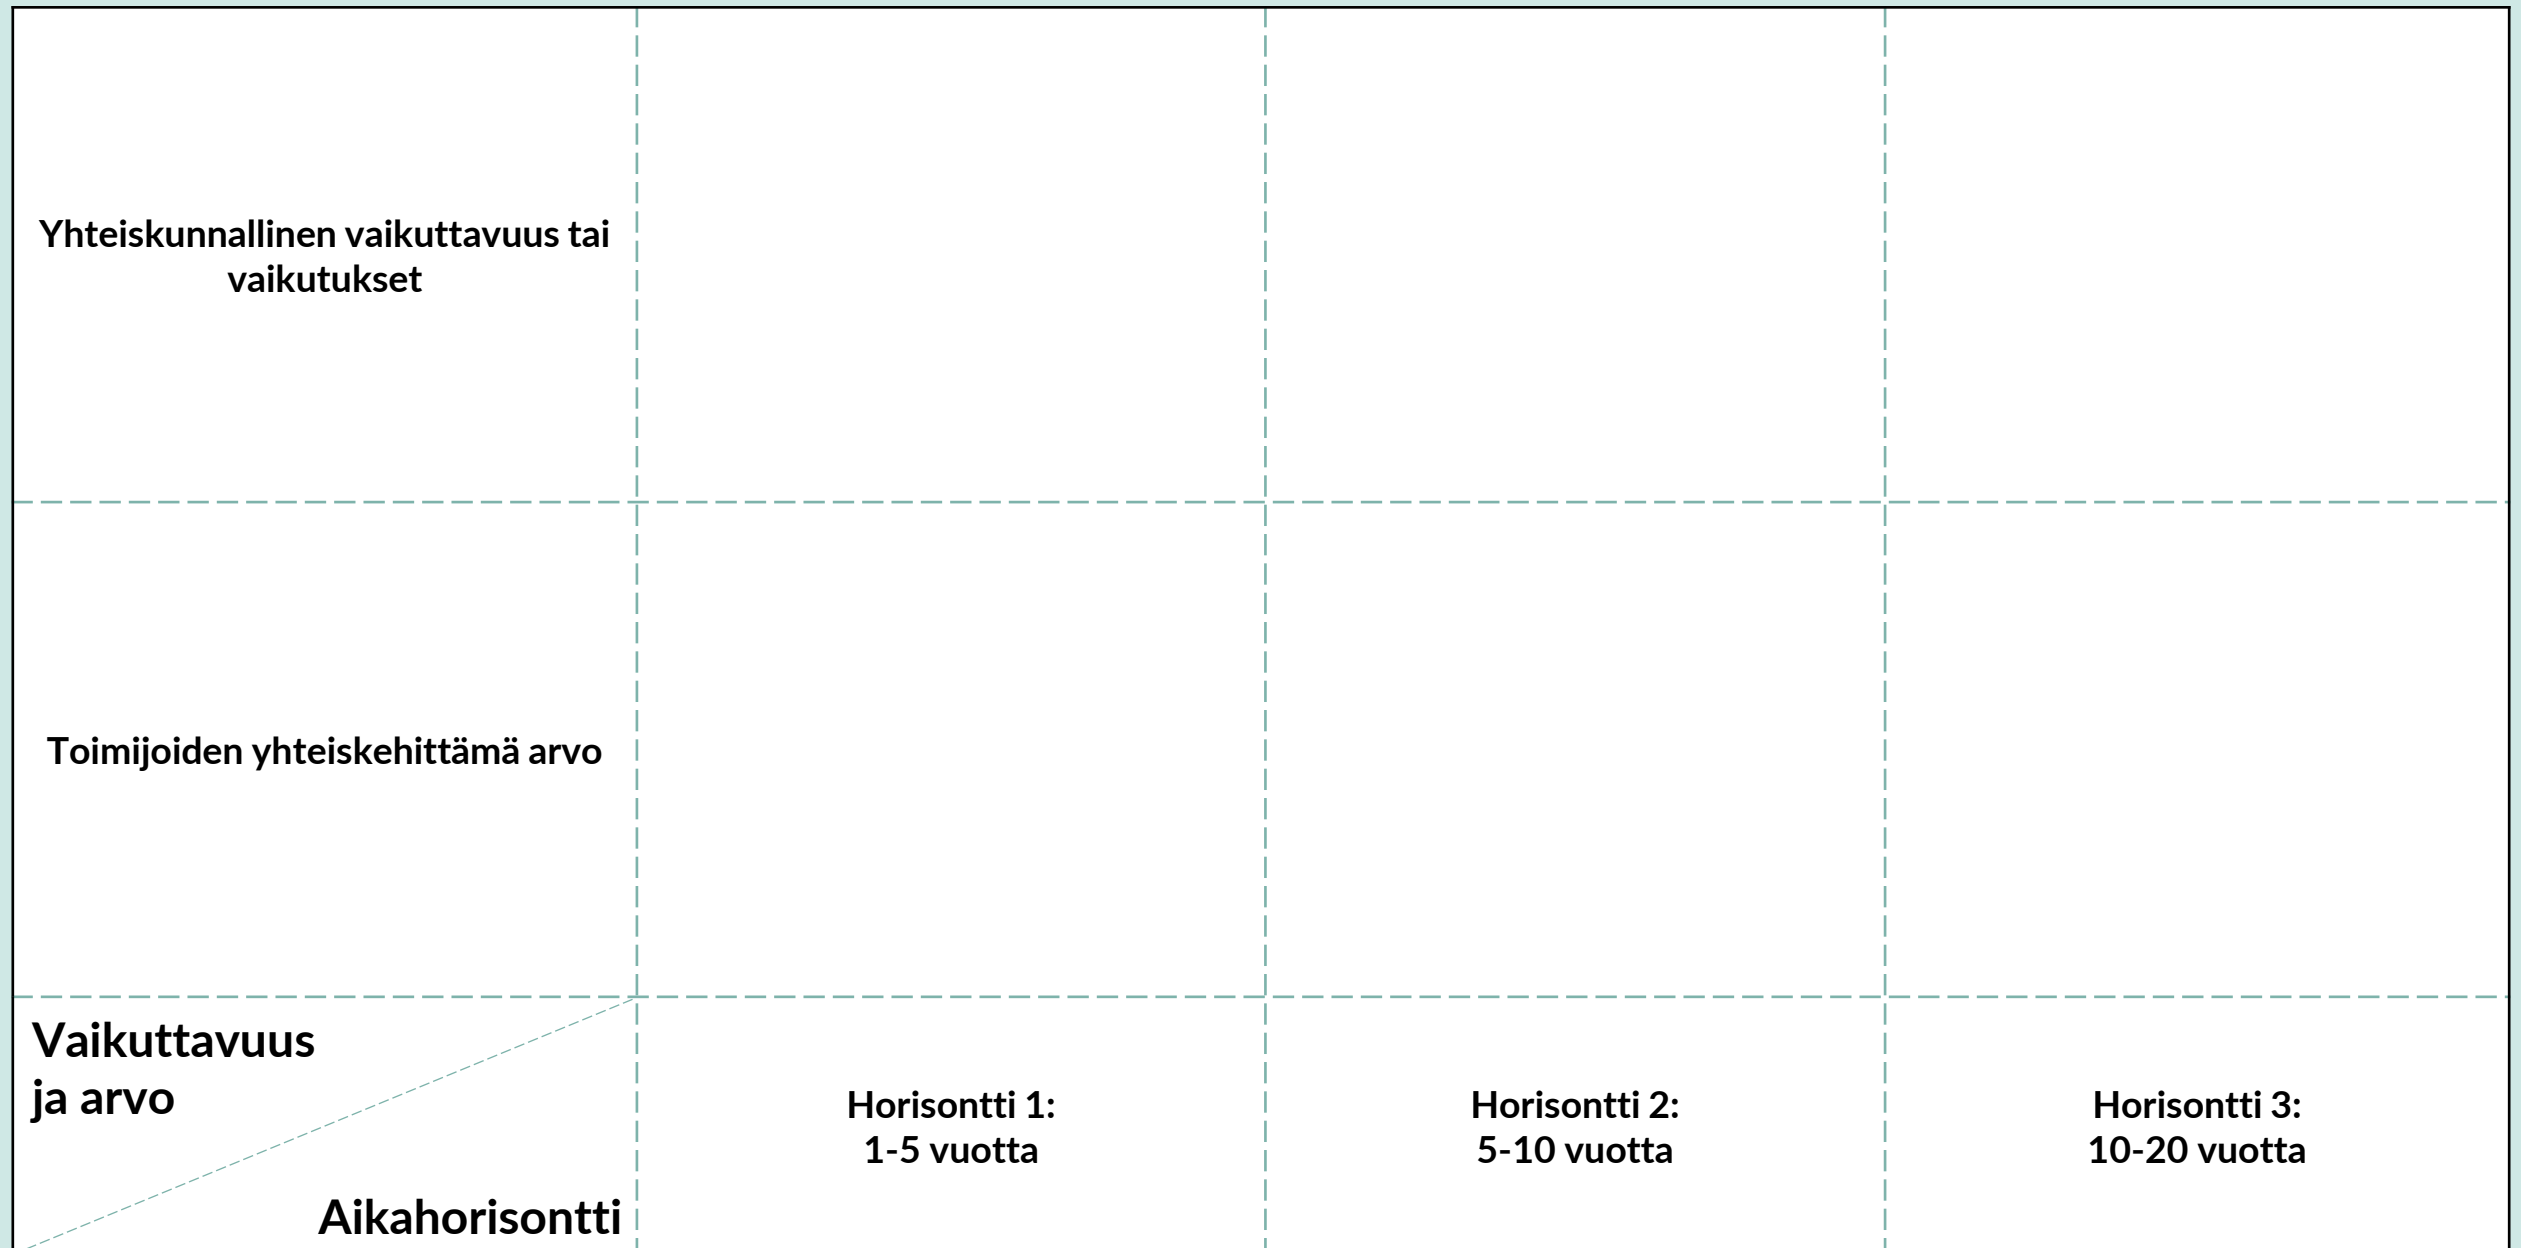 Yhteiskunnallinen vaikuttavuus tai
vaikutukset
Toimijoiden yhteiskehittämä arvo
Vaikuttavuus
ja arvo
Aikahorisontti
Horisontti 1:
1-5 vuotta
Horisontti 2:
5-10 vuotta
Horisontti 3:
10-20 vuotta